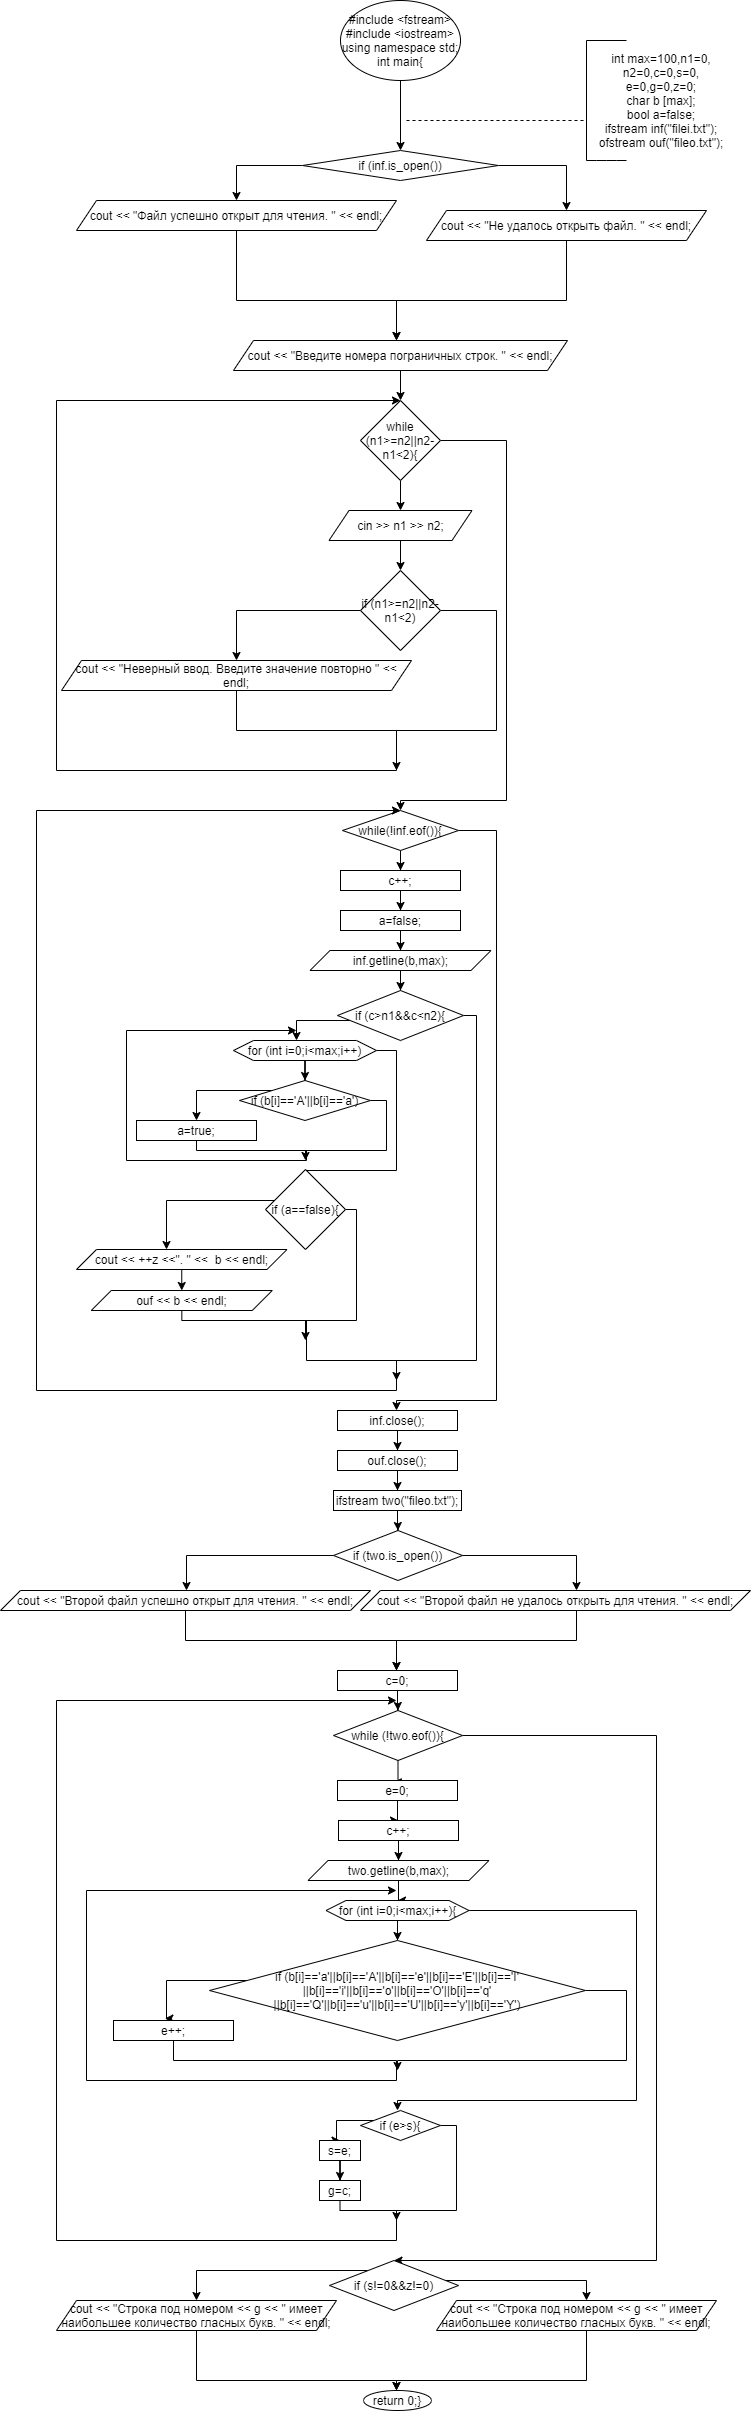 #include <fstream>
#include <iostream>
using namespace std;
int main{
int max=100,n1=0,
n2=0,c=0,s=0,
e=0,g=0,z=0;
char b [max];
bool a=false;
ifstream inf("filei.txt");
ofstream ouf("fileo.txt");
if (inf.is_open())
cout << "Файл успешно открыт для чтения. " << endl;
cout << "Не удалось открыть файл. " << endl;
cout << "Введите номера пограничных строк. " << endl;
while
(n1>=n2||n2-
n1<2){
cin >> n1 >> n2;
if (n1>=n2||n2-
n1<2)
cout << "Неверный ввод. Введите значение повторно " <<
endl;
while(!inf.eof()){
c++;
a=false;
inf.getline(b,max);
if (c>n1&&c<n2){
for (int i=0;i<max;i++)
if (b[i]=='A'||b[i]=='a')
a=true;
if (a==false){
cout << ++z <<". " <<  b << endl;
ouf << b << endl;
inf.close();
ouf.close();
ifstream two("fileo.txt");
if (two.is_open())
cout << "Второй файл успешно открыт для чтения. " << endl;
cout << "Второй файл не удалось открыть для чтения. " << endl;
c=0;
while (!two.eof()){
e=0;
c++;
two.getline(b,max);
for (int i=0;i<max;i++){
if (b[i]=='a'||b[i]=='A'||b[i]=='e'||b[i]=='E'||b[i]=='I'
||b[i]=='i'||b[i]=='o'||b[i]=='O'||b[i]=='q'
||b[i]=='Q'||b[i]=='u'||b[i]=='U'||b[i]=='y'||b[i]=='Y')
e++;
if (e>s){
s=e;
g=c;
if (s!=0&&z!=0)
cout << "Строка под номером << g << " имеет
наибольшее количество гласных букв. " << endl;
cout << "Строка под номером << g << " имеет
наибольшее количество гласных букв. " << endl;
return 0;}